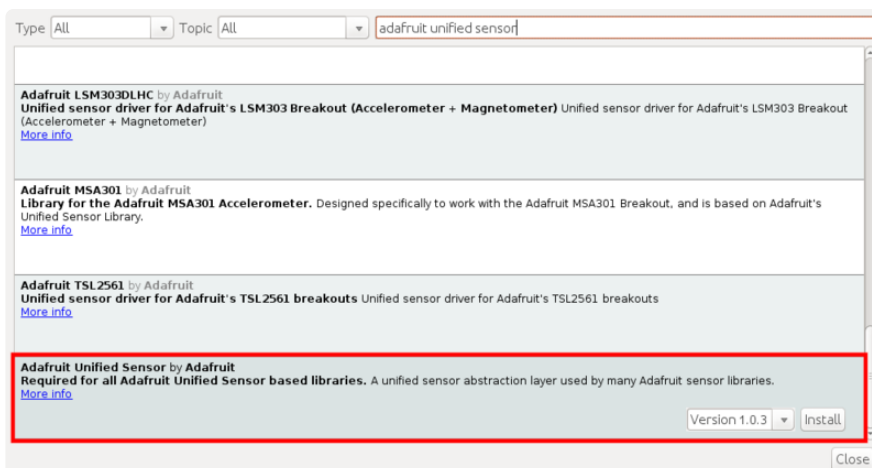 Type All Topic All adafruit unified sensor
Adafruit LSM303DLHC by Adafruit
Unified sensor driver for Adafruit's LSM303 Breakout (Accelerometer + Magnetometer) Unified sensor driver for Adafruit's LSM303 Breakout
(Accelerometer + Magnetometer)
More info
Adafruit MSA301 by Adafruit
Library for the Adafruit MSA301 Accelerometer. Designed specifically to work with the Adafruit MSA301 Breakout, and is based on Adafruit's
Unified Sensor Library.
More info
Adafruit TSL2561 by Adafruit
Unified sensor driver for Adafruit's TSL2561 breakouts Unified sensor driver for Adafruit's TSL2561 breakouts
More info
Adafruit Unified Sensor by Adafruit
Required for all Adafruit Unified Sensor based libraries. A unified sensor abstraction layer used by many Adafruit sensor libraries.
More info
Version 1.0.3 Install
Close